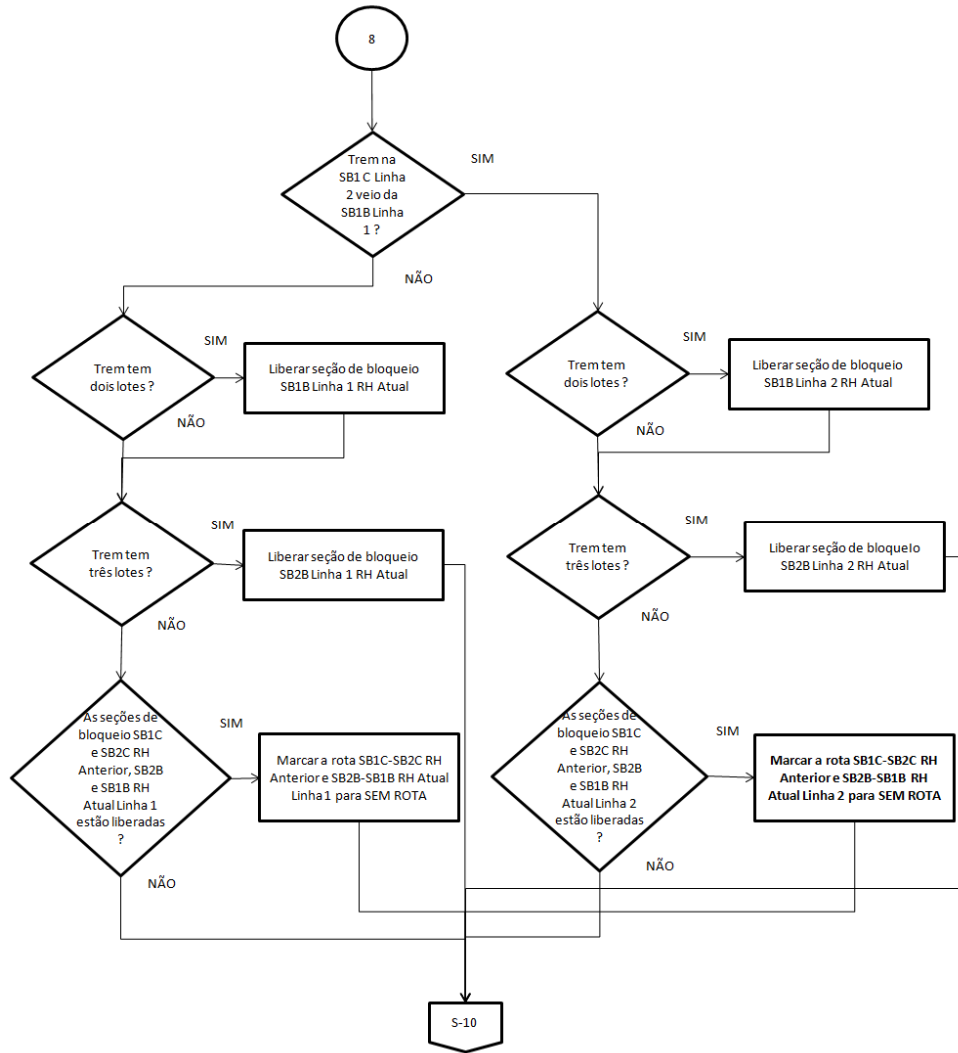 8
Trem na
SB1 C Linha
2 veio da
SB1B Linha
1 ?
SIM
NÃO
Trem tem
dois lotes ?
SIM
NÃO
Liberar seção de bloqueio
SB1B Linha 1 RH Atual
Trem tem
dois lotes ?
SIM
NÃO
Liberar seção de bloqueio
SB1B Linha 2 RH Atual
Trem tem
três lotes ?
SIM
NÃO
Liberar seção de bloqueio
SB2B Linha 1 RH Atual
Trem tem
três lotes ?
SIM
NÃO
Liberar seção de bloqueio
SB2B Linha 2 RH Atual
As seções de
bloqueio SB1C
e SB2C RH
Anterior, SB2B
e SB1B RH
Atual Linha 1
estão liberadas
?
SIM
NÃO
Marcar a rota SB1C-SB2C RH
Anterior e SB2B-SB1B RH Atual
Linha 1 para SEM ROTA
As seções de
bloqueio SB1C
e SB2C RH
Anterior, SB2B
e SB1B RH
Atual Linha 2
estão liberadas
?
SIM
NÃO
Marcar a rota SB1C-SB2C RH
Anterior e SB2B-SB1B RH
Atual Linha 2 para SEM ROTA
S-10